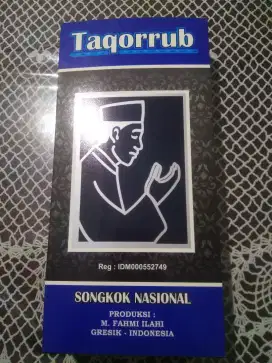 Taqorrub
Reg : IDM000552749
SONGKOK NASIONAL
PRODUKSI :
M. FAHMI ILAHI
GRESIK - INDONESIA